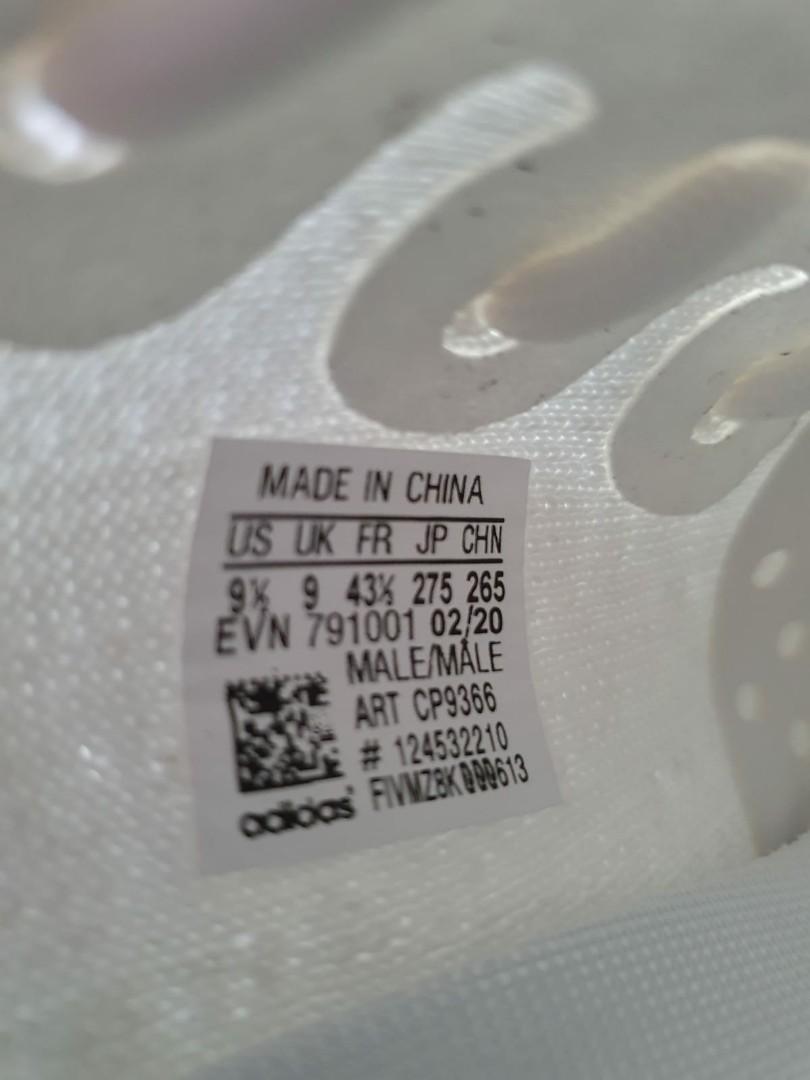 MADE IN CHINA
US UK FR JP CHN
9½ 9 43⅓ 275 265
EVN 791001 02/20
MALE/MALE
ART CP9366
# 124532210
FIVMZ8K000613
adidas